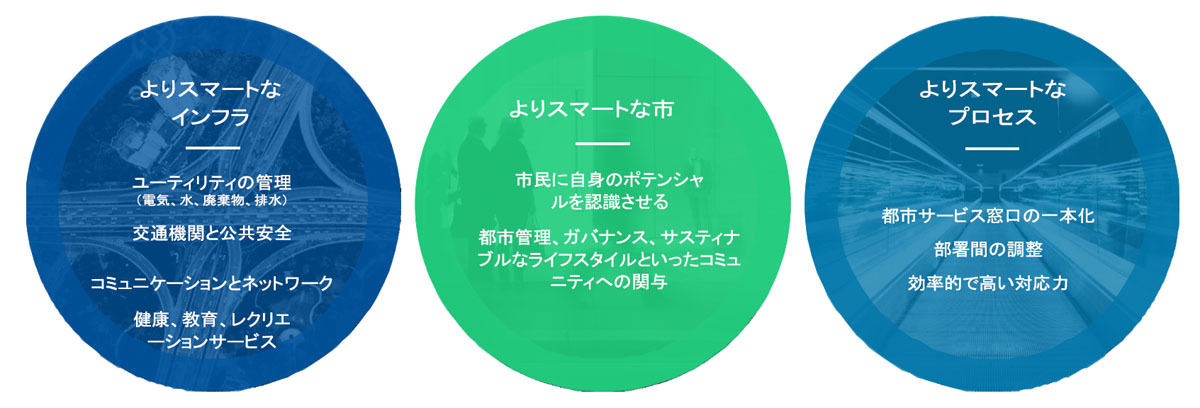 よりスマートな
インフラ
ユーティリティの管理
（電気、水、廃棄物、排水）
交通機関と公共安全
コミュニケーションとネットワーク
健康、教育、レクリエ
ーションサービス
よりスマートな市
市民に自身のポテンシャ
ルを認識させる
都市管理、ガバナンス、サスティナ
ブルなライフスタイルといったコミュ
ニティへの関与
よりスマートな
プロセス
都市サービス窓口の一本化
部署間の調整
効率的で高い対応力